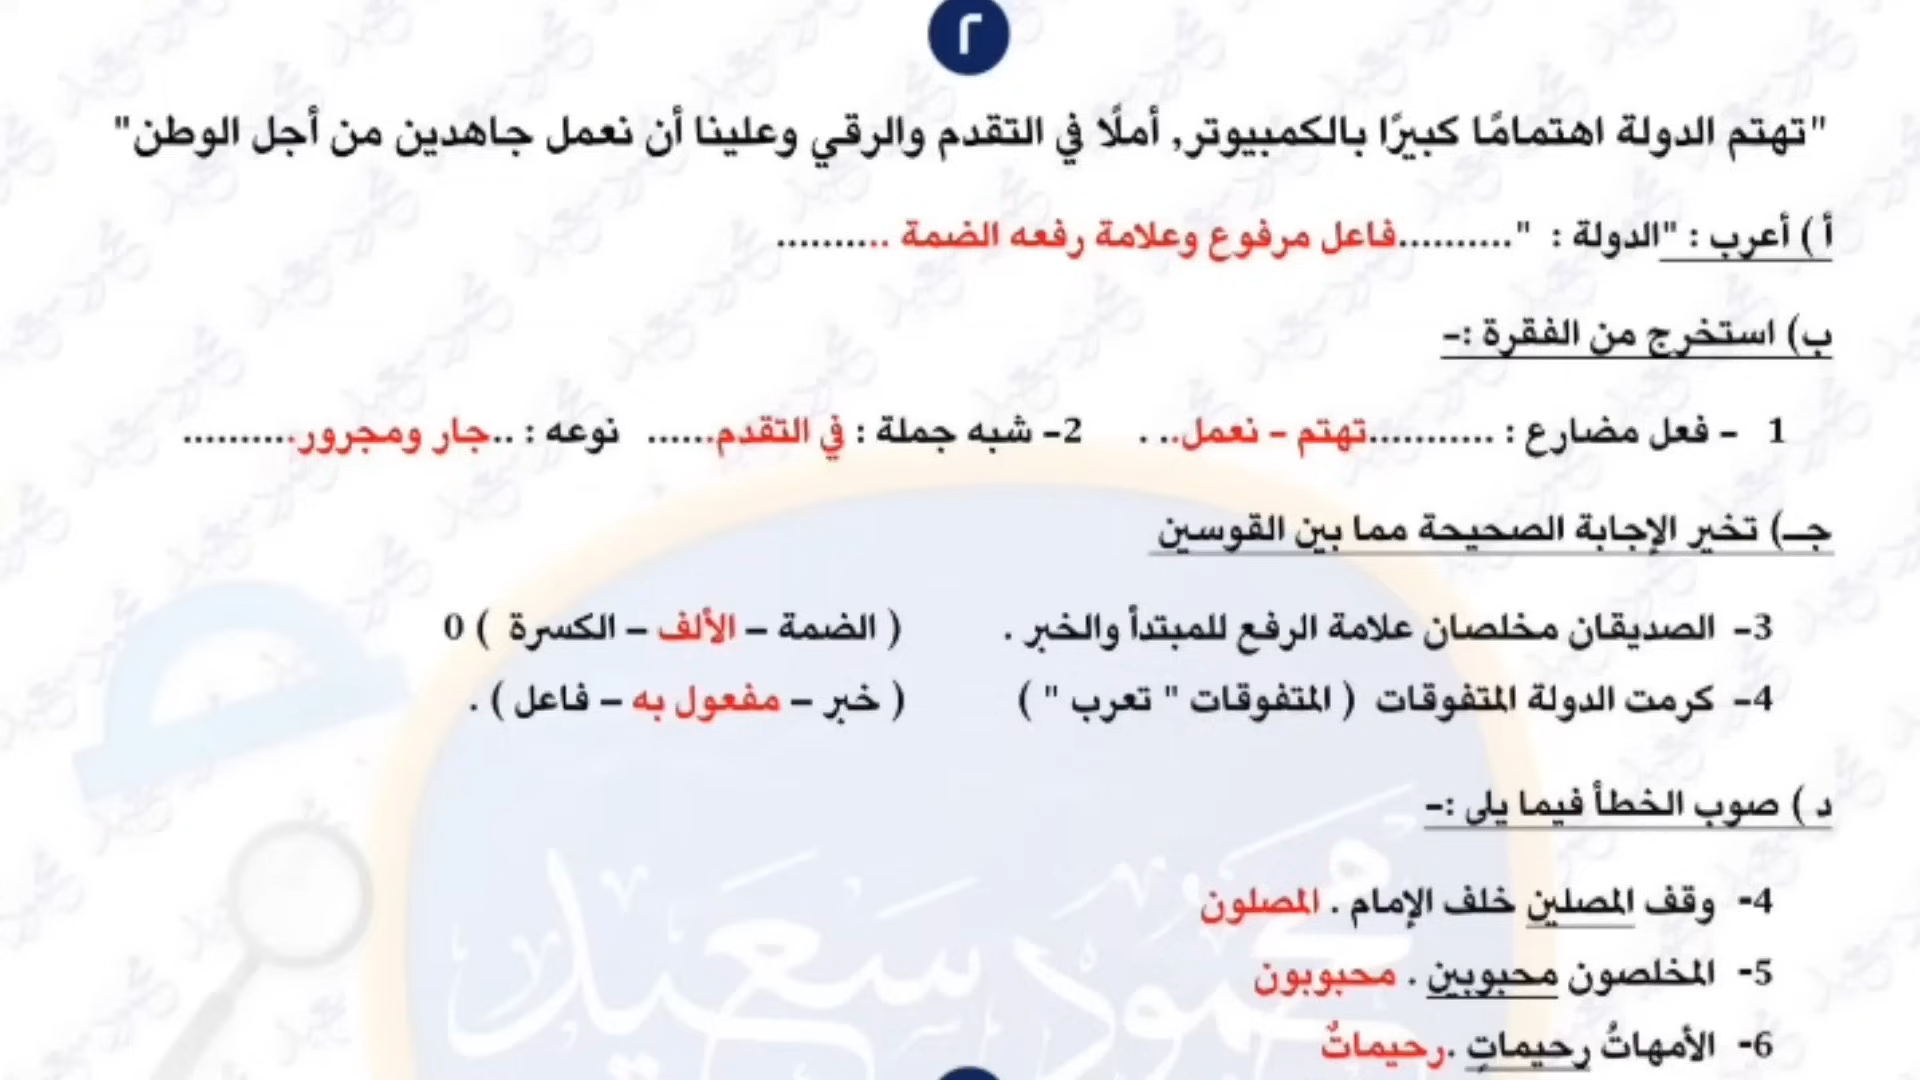 ٢
"تهتم الدولة اهتمامًا كبيرًا بالكمبيوتر, أملًا في التقدم والرقي وعلينا أن نعمل جاهدين من أجل الوطن"
أ ) أعرب : "الدولة : "..........فاعل مرفوع وعلامة رفعه الضمة ..........
ب) استخرج من الفقرة :-
1 - فعل مضارع : ...........تهتم - نعمل.. . 2- شبه جملة : في التقدم...... نوعه : ..جار ومجرور..........
جـ) تخير الإجابة الصحيحة مما بين القوسين
3- الصديقان مخلصان علامة الرفع للمبتدأ والخبر . ( الضمة – الألف – الكسرة ) 0
4- كرمت الدولة المتفوقات ( المتفوقات " تعرب " ) ( خبر – مفعول به – فاعل ) .
د ) صوب الخطأ فيما يلى :-
4- وقف المصلين خلف الإمام . المصلون
5- المخلصون محبوبين . محبوبون
6- الأمهاتُ رحيماتِ .رحيماتٌ
محمود سعيد